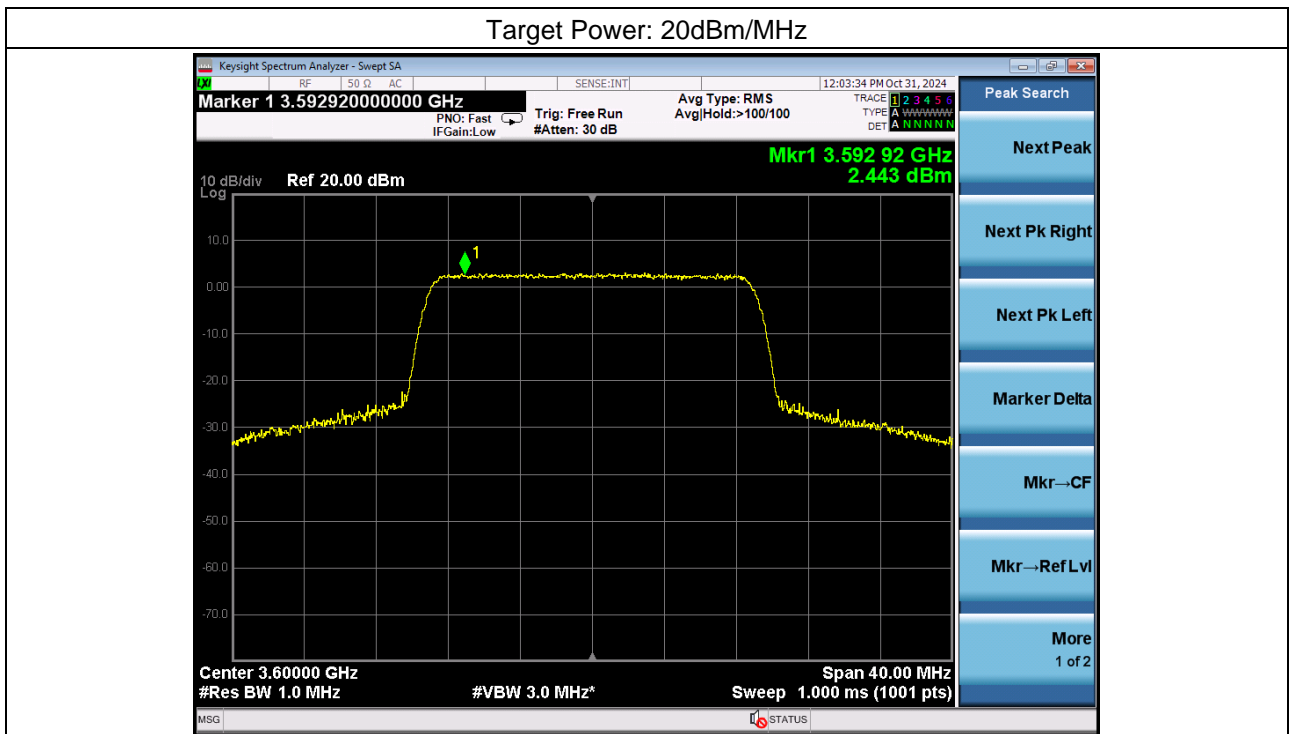 Target Power: 20dBm/MHz
Keysight Spectrum Analyzer - Swept SA
LXI RF 50 Ω AC SENSE:INT 12:03:34 PM Oct 31, 2024
Marker 1 3.592920000000 GHz
PNO: Fast
IFGain:Low
Trig: Free Run
#Atten: 30 dB
Avg Type: RMS
Avg|Hold:>100/100
TRACE 1 2 3 4 5 6
TYPE A WWWWW
DET A N N N N N
Mkr1 3.592 92 GHz
2.443 dBm
10 dB/div Ref 20.00 dBm
Log
10.0
0.00
-10.0
-20.0
-30.0
-40.0
-50.0
-60.0
-70.0
1
Center 3.60000 GHz Span 40.00 MHz
#Res BW 1.0 MHz #VBW 3.0 MHz* Sweep 1.000 ms (1001 pts)
MSG STATUS
Peak Search
Next Peak
Next Pk Right
Next Pk Left
Marker Delta
Mkr→CF
Mkr→Ref Lvl
More
1 of 2